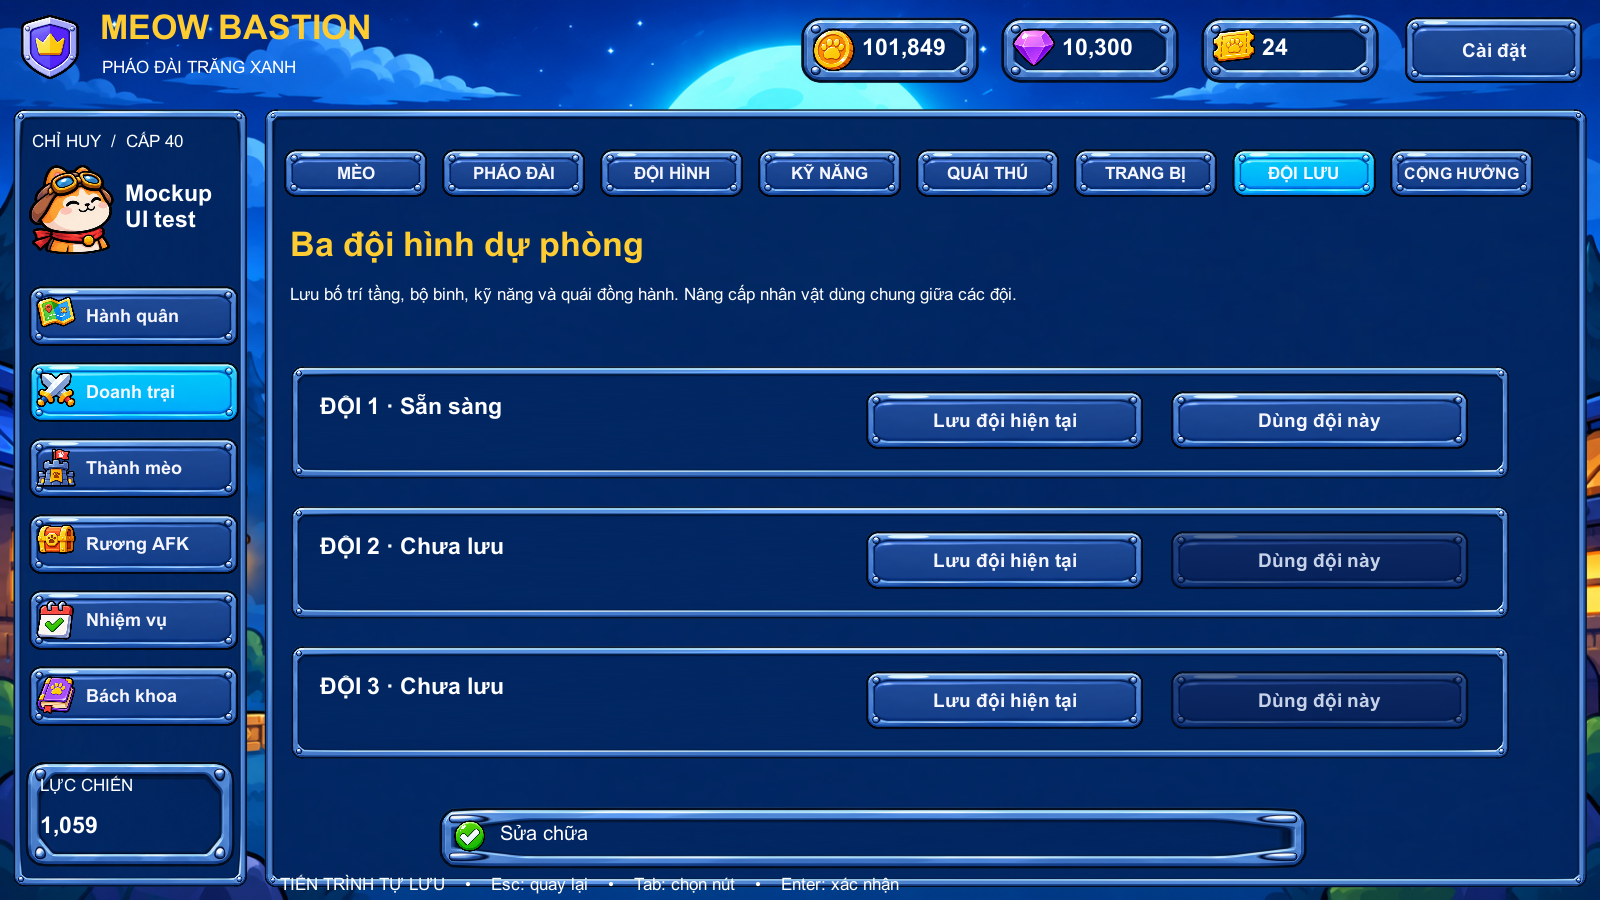 MEOW BASTION
PHÁO ĐÀI TRĂNG XANH
101,849
10,300
24
Cài đặt
CHỈ HUY / CẤP 40
Mockup
UI test
Hành quân
Doanh trại
Thành mèo
Rương AFK
Nhiệm vụ
Bách khoa
LỰC CHIẾN
1,059
MÈO
PHÁO ĐÀI
ĐỘI HÌNH
KỸ NĂNG
QUÁI THÚ
TRANG BỊ
ĐỘI LƯU
CỘNG HƯỞNG
Ba đội hình dự phòng
Lưu bố trí tầng, bộ binh, kỹ năng và quái đồng hành. Nâng cấp nhân vật dùng chung giữa các đội.
ĐỘI 1 · Sẵn sàng
Lưu đội hiện tại
Dùng đội này
ĐỘI 2 · Chưa lưu
Lưu đội hiện tại
Dùng đội này
ĐỘI 3 · Chưa lưu
Lưu đội hiện tại
Dùng đội này
Sửa chữa
TIẾN TRÌNH TỰ LƯU • Esc: quay lại • Tab: chọn nút • Enter: xác nhận